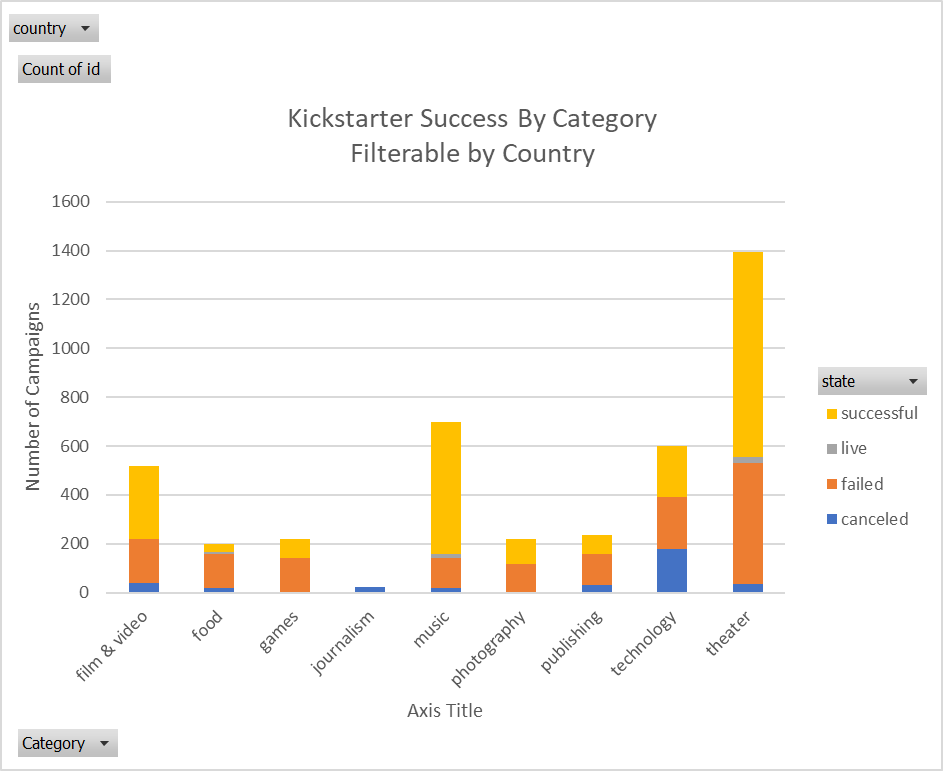 country
Count of id
Kickstarter Success By Category
Filterable by Country
1600
1400
1200
1000
800
600
400
200
0
Number of Campaigns
film & video
food
games
journalism
music
photography
publishing
technology
theater
Axis Title
state
successful
live
failed
canceled
Category